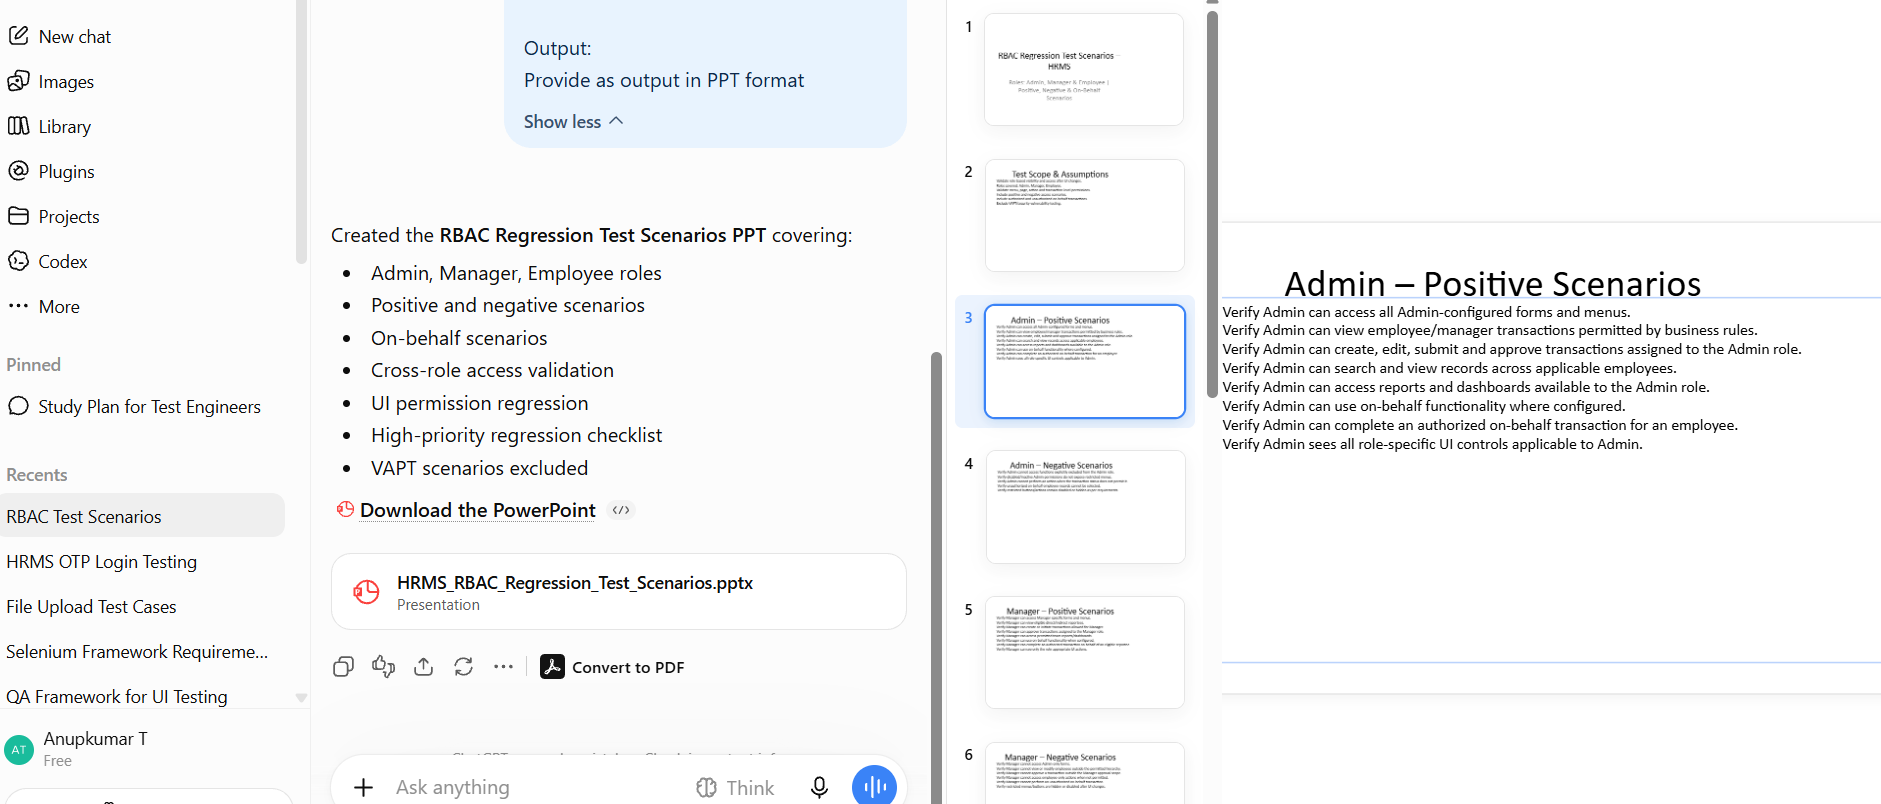 New chat
Images
Library
Plugins
Projects
Codex
More
Pinned
Study Plan for Test Engineers
Recents
RBAC Test Scenarios
HRMS OTP Login Testing
File Upload Test Cases
Selenium Framework Requireme...
QA Framework for UI Testing
AT
Anupkumar T
Free
Output:
Provide as output in PPT format
Show less
Created the RBAC Regression Test Scenarios PPT covering:
• Admin, Manager, Employee roles
• Positive and negative scenarios
• On-behalf scenarios
• Cross-role access validation
• UI permission regression
• High-priority regression checklist
• VAPT scenarios excluded
Download the PowerPoint </>
HRMS_RBAC_Regression_Test_Scenarios.pptx
Presentation
Convert to PDF
Ask anything
Think
1
RBAC Regression Test Scenarios –
HRMS
Roles: Admin, Manager & Employee |
Positive, Negative & On-Behalf
Scenarios
2
Test Scope & Assumptions
3
Admin – Positive Scenarios
4
Admin – Negative Scenarios
5
Manager – Positive Scenarios
6
Manager – Negative Scenarios
Admin – Positive Scenarios
Verify Admin can access all Admin-configured forms and menus.
Verify Admin can view employee/manager transactions permitted by business rules.
Verify Admin can create, edit, submit and approve transactions assigned to the Admin role.
Verify Admin can search and view records across applicable employees.
Verify Admin can access reports and dashboards available to the Admin role.
Verify Admin can use on-behalf functionality where configured.
Verify Admin can complete an authorized on-behalf transaction for an employee.
Verify Admin sees all role-specific UI controls applicable to Admin.